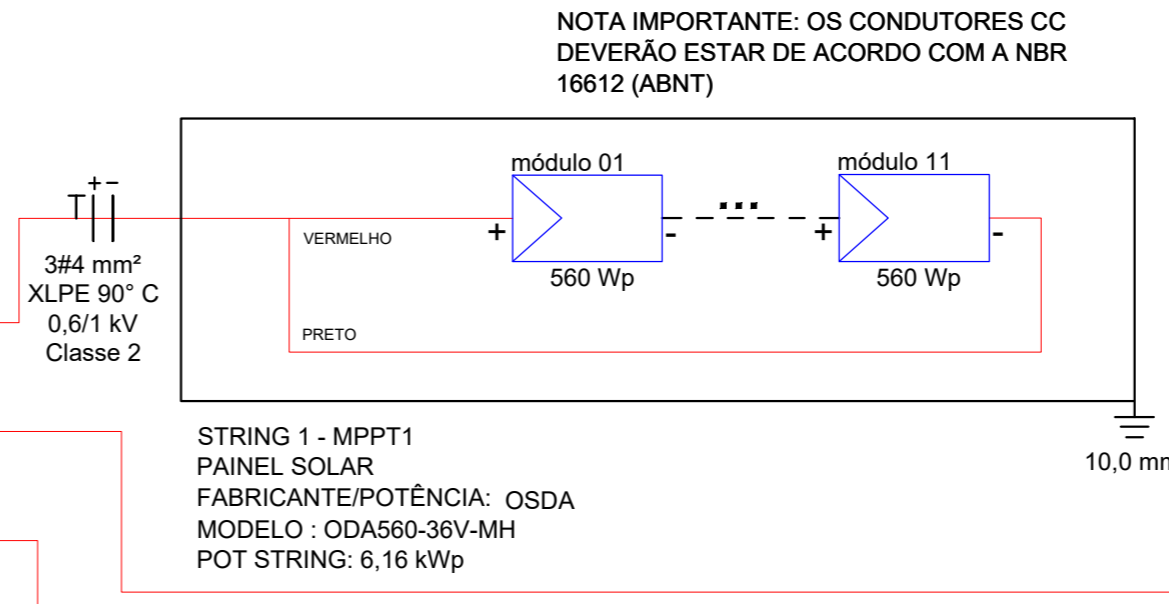 NOTA IMPORTANTE: OS CONDUTORES CC
DEVERÃO ESTAR DE ACORDO COM A NBR
16612 (ABNT)
módulo 01
módulo 11
+ -
T
...
VERMELHO
+
-
+
-
3#4 mm²
XLPE 90° C
0,6/1 kV
Classe 2
560 Wp
560 Wp
PRETO
STRING 1 - MPPT1
PAINEL SOLAR
FABRICANTE/POTÊNCIA: OSDA
MODELO : ODA560-36V-MH
POT STRING: 6,16 kWp
10,0